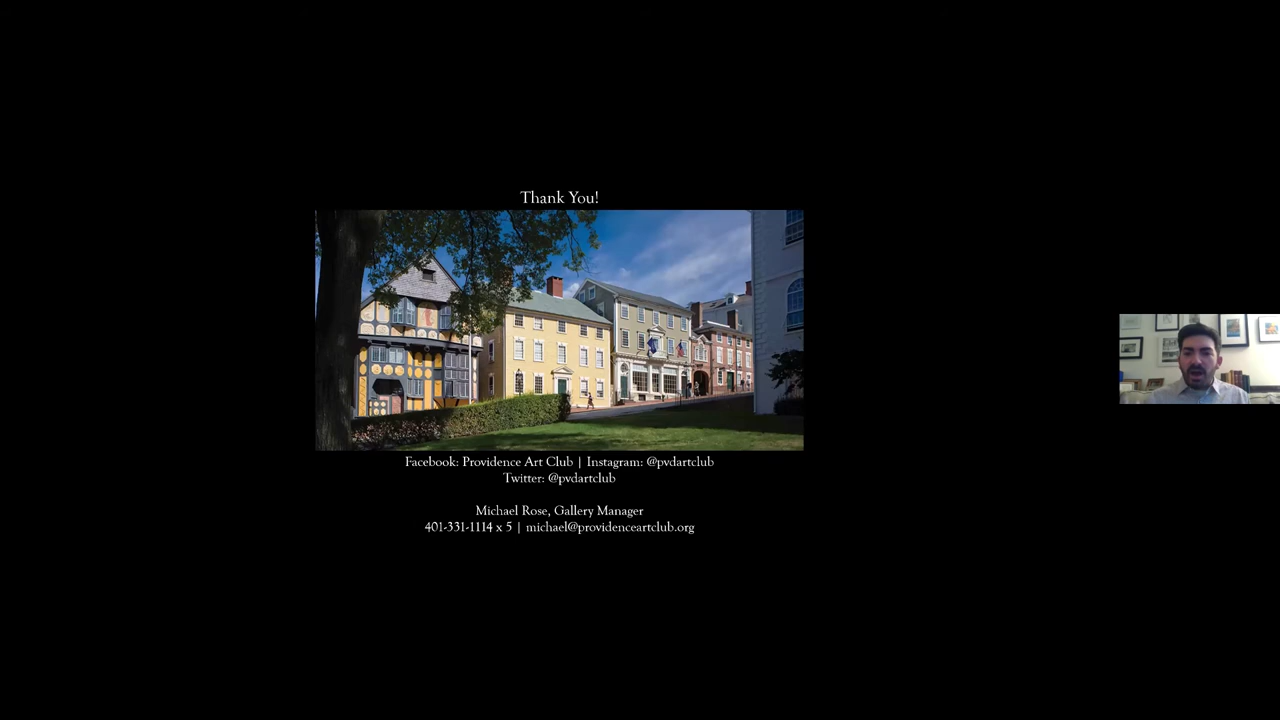 Thank You!
Facebook: Providence Art Club | Instagram: @pvdartclub
Twitter: @pvdartclub
Michael Rose, Gallery Manager
401-331-1114 x 5 | michael@providenceartclub.org